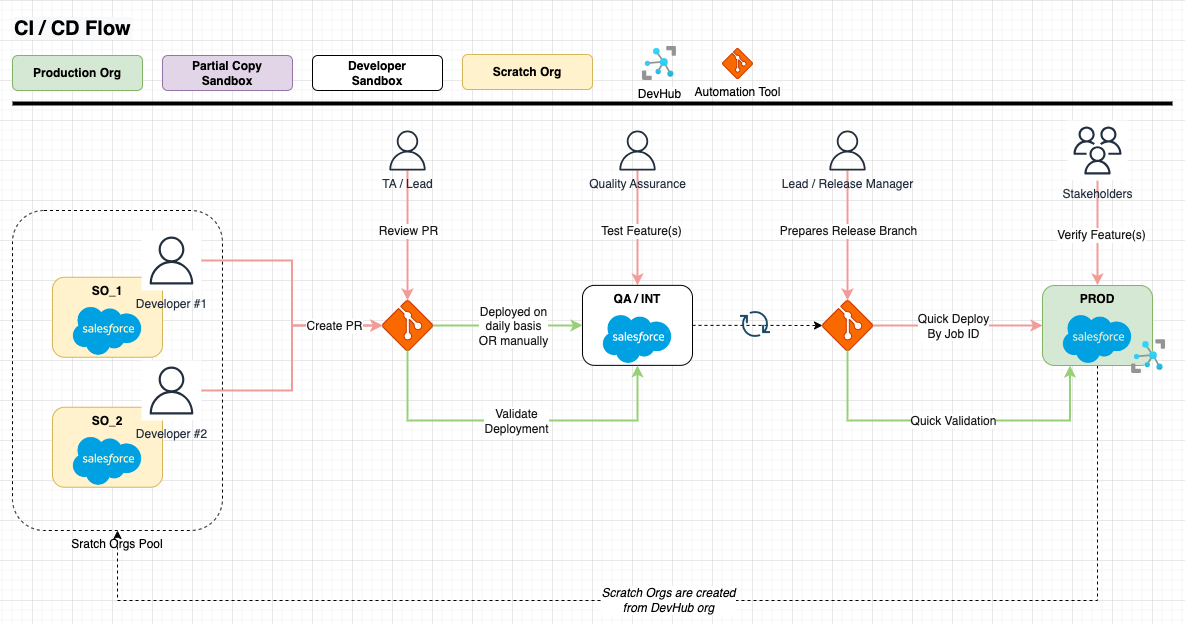 CI / CD Flow
Production Org
Partial Copy
Sandbox
Developer
Sandbox
Scratch Org
DevHub
Automation Tool
TA / Lead
Quality Assurance
Lead / Release Manager
Stakeholders
Review PR
Test Feature(s)
Prepares Release Branch
Verify Feature(s)
SO_1
Developer #1
salesforce
Create PR
Deployed on
daily basis
OR manually
QA / INT
salesforce
Quick Deploy
By Job ID
PROD
salesforce
SO_2
Developer #2
salesforce
Validate
Deployment
Quick Validation
Sratch Orgs Pool
Scratch Orgs are created
from DevHub org